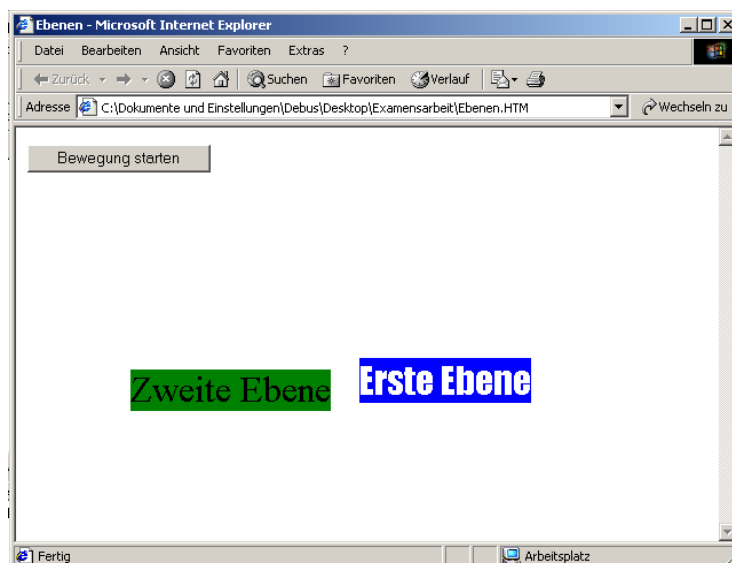 Ebenen - Microsoft Internet Explorer
Datei Bearbeiten Ansicht Favoriten Extras ?
Zurück Suchen Favoriten Verlauf
Adresse C:\Dokumente und Einstellungen\Debus\Desktop\Examensarbeit\Ebenen.HTM Wechseln zu
Bewegung starten
Erste Ebene
Zweite Ebene
Fertig Arbeitsplatz